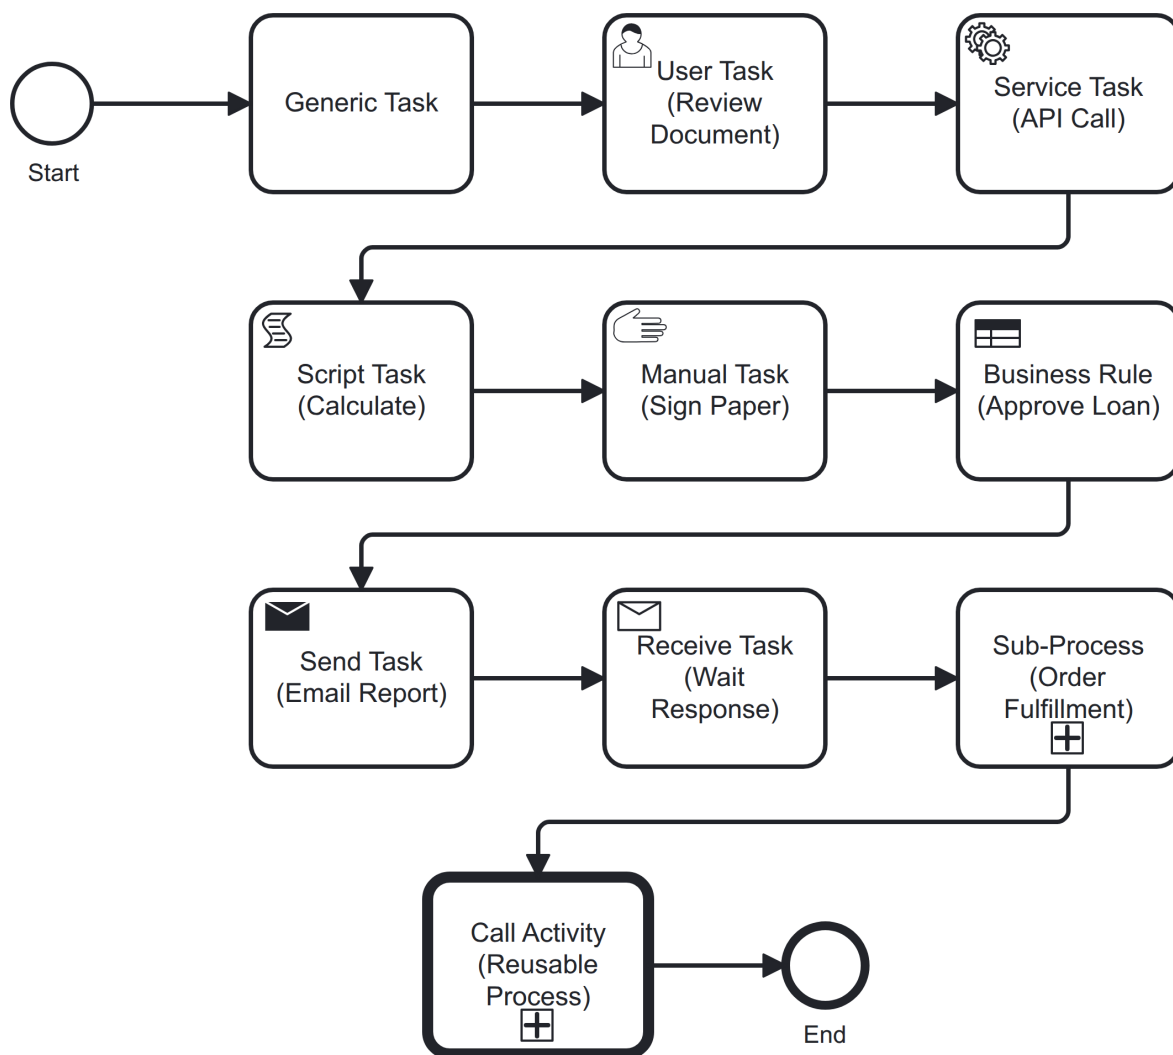 Generic Task
User Task
(Review
Document)
Service Task
(API Call)
Start
Script Task
(Calculate)
Manual Task
(Sign Paper)
Business Rule
(Approve Loan)
Send Task
(Email Report)
Receive Task
(Wait
Response)
Sub-Process
(Order
Fulfillment)
Call Activity
(Reusable
Process)
End